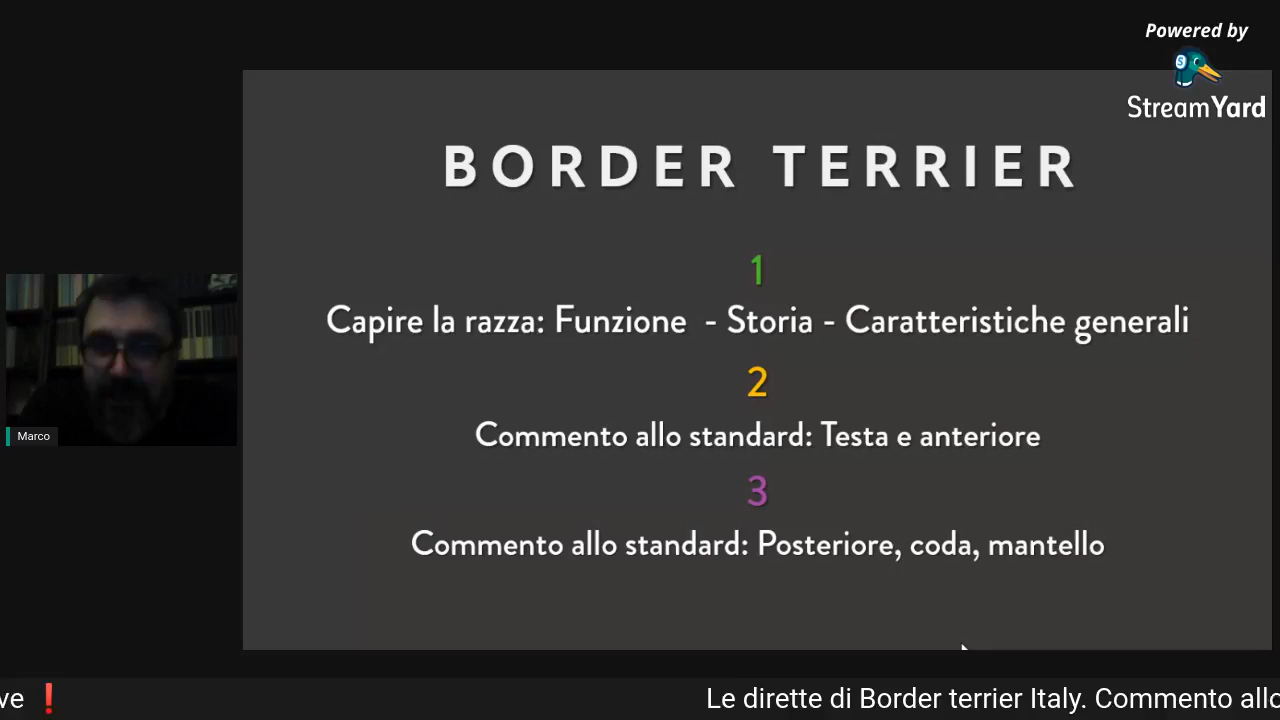 Powered by
StreamYard
BORDER TERRIER
1
Capire la razza: Funzione - Storia - Caratteristiche generali
2
Commento allo standard: Testa e anteriore
3
Commento allo standard: Posteriore, coda, mantello
Marco
ve ❗ Le dirette di Border terrier Italy. Commento allo